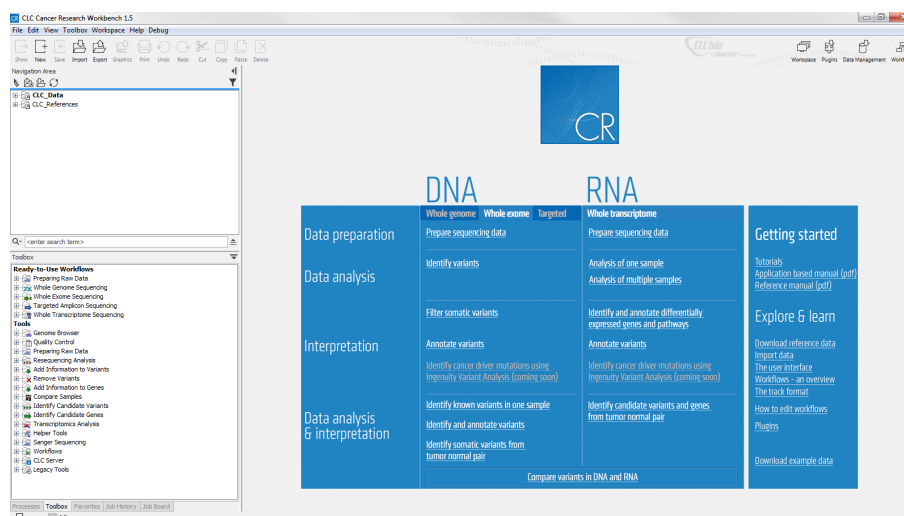 CR CLC Cancer Research Workbench 1.5
File Edit View Toolbox Workspace Help Debug
Show New Save Import Export Graphics Print Undo Redo Cut Copy Paste Delete
CLC bio
Workspace Plugins Data Management
Navigation Area
CLC_Data
CLC_References
<enter search term>
Toolbox
Ready-to-Use Workflows
Preparing Raw Data
Whole Genome Sequencing
Whole Exome Sequencing
Targeted Amplicon Sequencing
Whole Transcriptome Sequencing
Tools
Genome Browser
Quality Control
Preparing Raw Data
Resequencing Analysis
Add Information to Variants
Remove Variants
Add Information to Genes
Compare Samples
Identify Candidate Variants
Identify Candidate Genes
Transcriptomics Analysis
Helper Tools
Sanger Sequencing
Workflows
CLC Server
Legacy Tools
Processes Toolbox Favorites Job History Job Board
CR
DNA RNA
Whole genome Whole exome Targeted Whole transcriptome
Data preparation
Prepare sequencing data
Prepare sequencing data
Data analysis
Identify variants
Analysis of one sample
Analysis of multiple samples
Interpretation
Filter somatic variants
Annotate variants
Identify cancer driver mutations using
Ingenuity Variant Analysis (coming soon)
Identify and annotate differentially
expressed genes and pathways
Annotate variants
Identify cancer driver mutations using
Ingenuity Variant Analysis (coming soon)
Data analysis
& interpretation
Identify known variants in one sample
Identify and annotate variants
Identify somatic variants from
tumor normal pair
Identify candidate variants and genes
from tumor normal pair
Compare variants in DNA and RNA
Getting started
Tutorials
Application based manual (pdf)
Reference manual (pdf)
Explore & learn
Download reference data
Import data
The user interface
Workflows - an overview
The track format
How to edit workflows
Plugins
Download example data